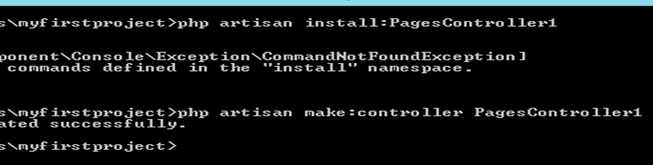 s\myfirstproject>php artisan install:PagesController1
ponent\Console\Exception\CommandNotFoundException]
commands defined in the "install" namespace.
s\myfirstproject>php artisan make:controller PagesController1
ated successfully.
s\myfirstproject>